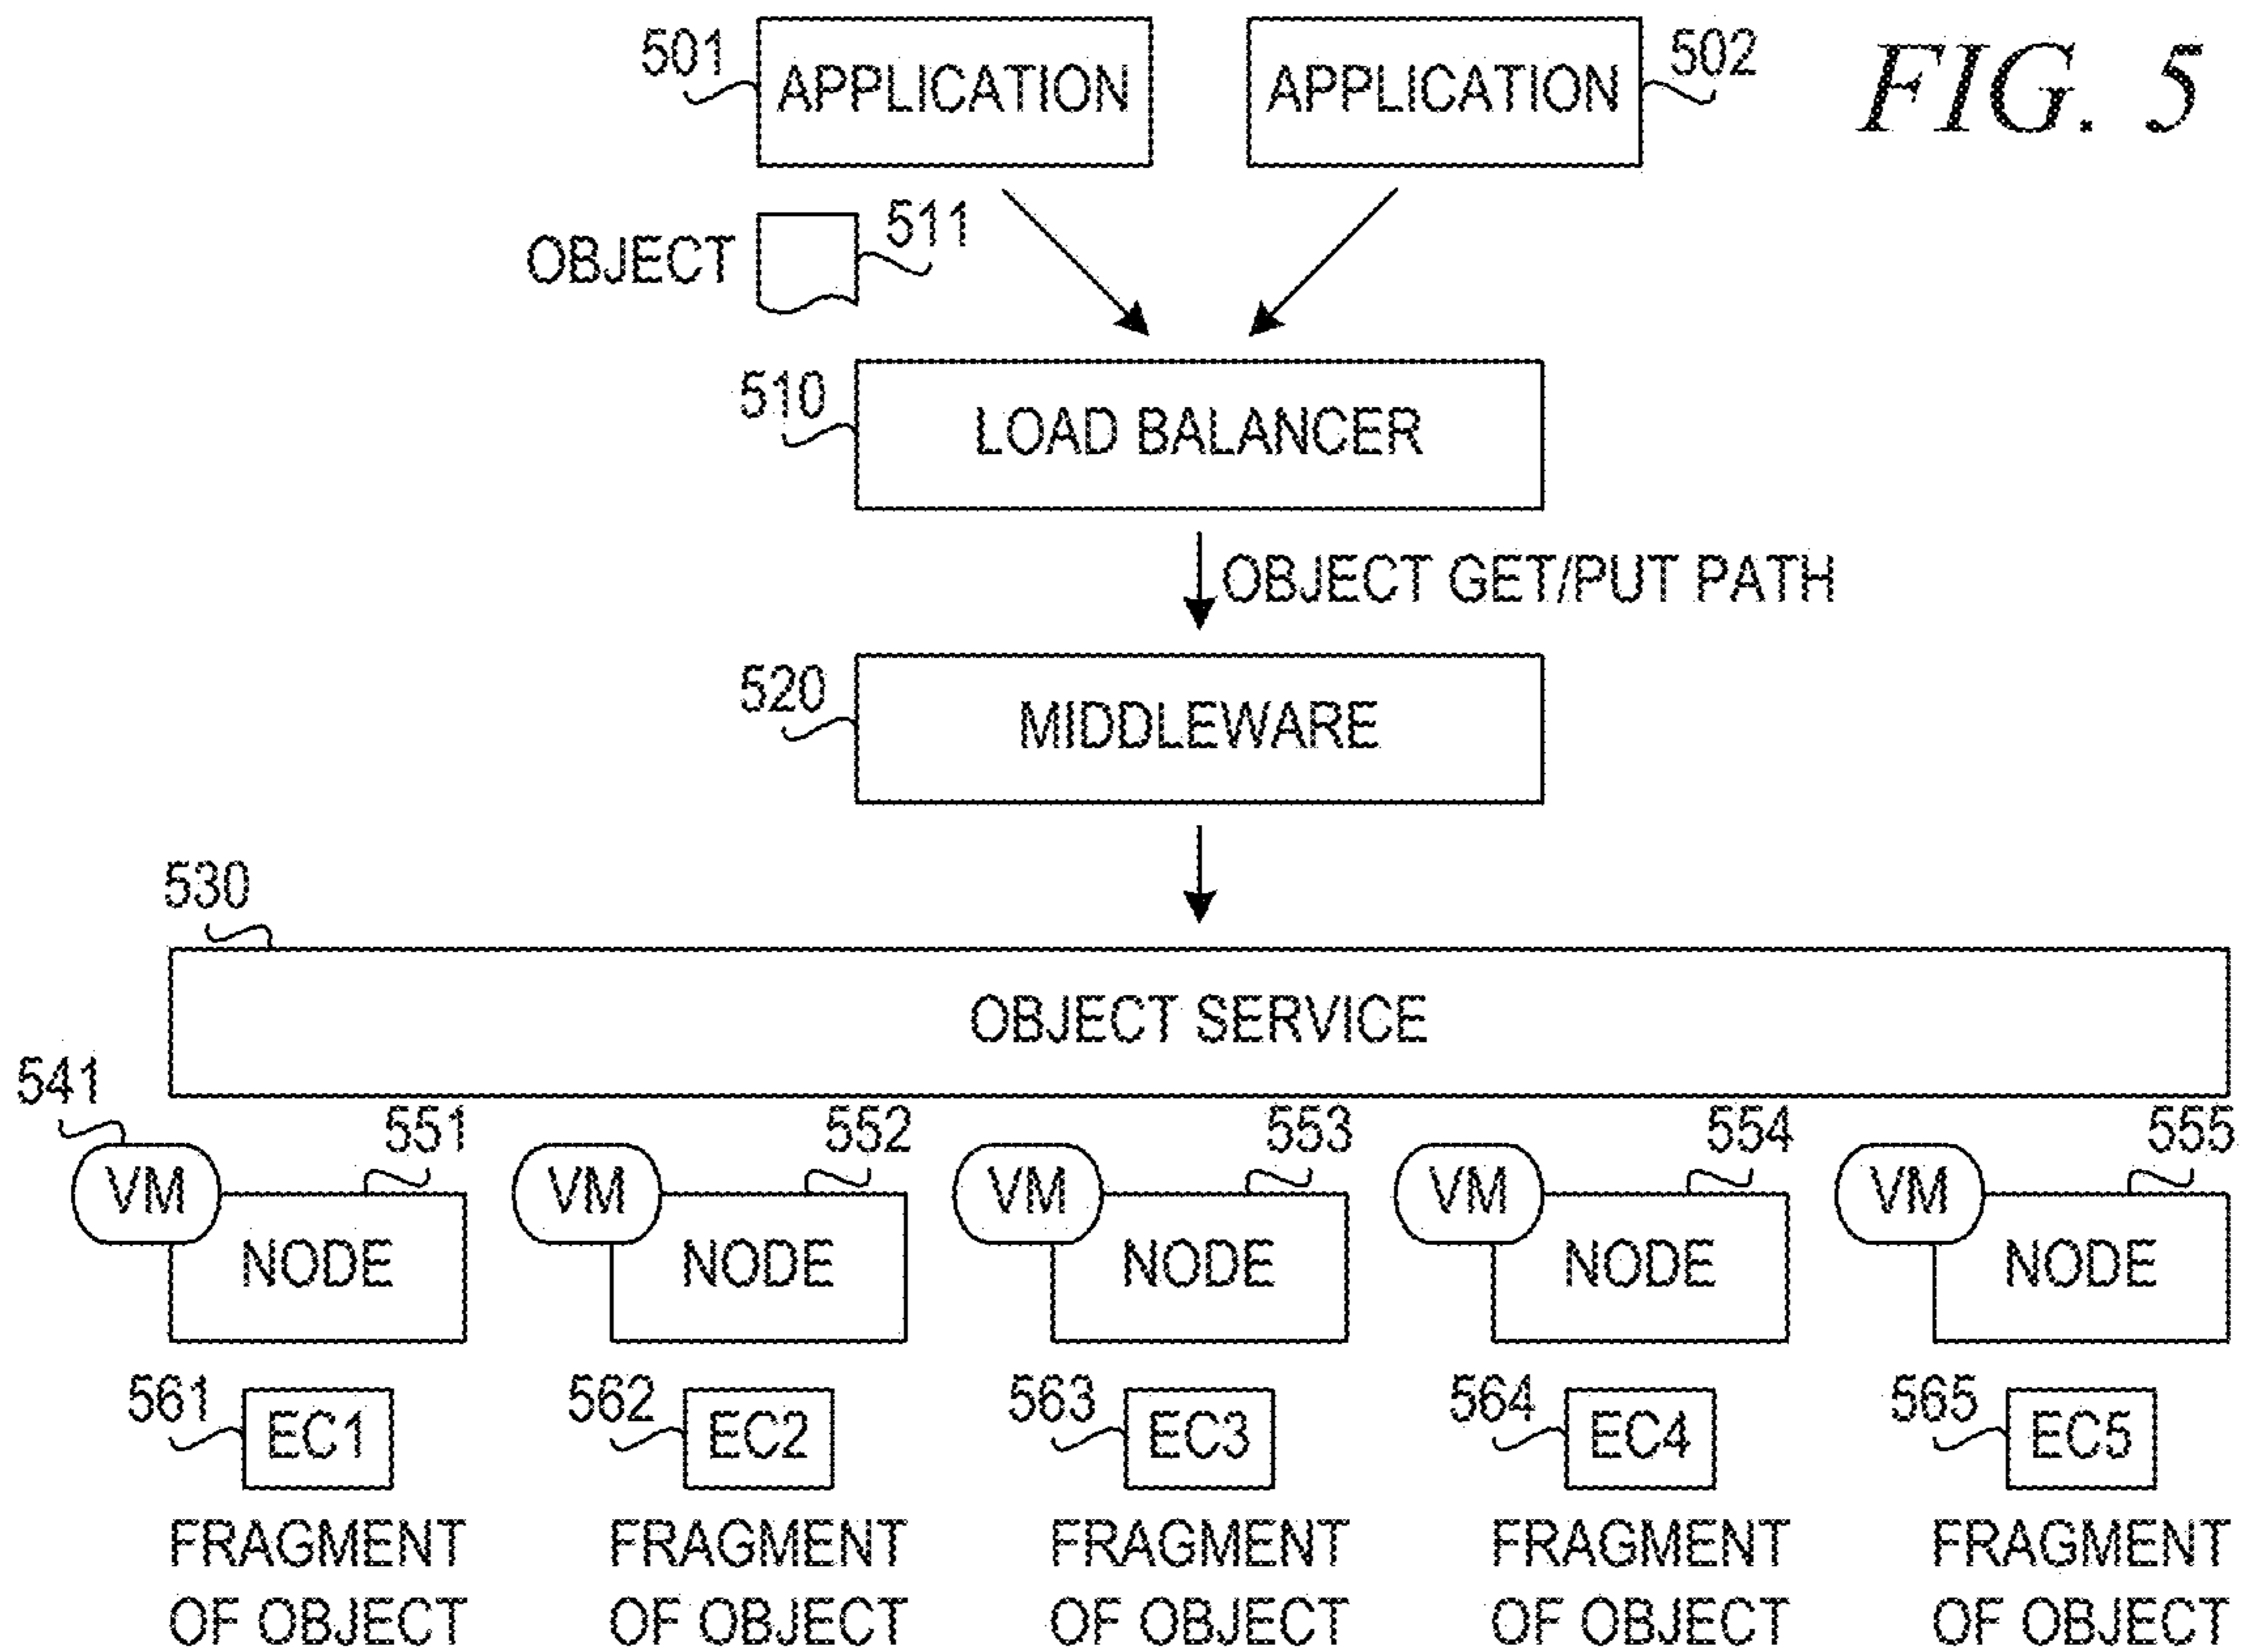 FIG. 5
501 APPLICATION
APPLICATION 502
OBJECT 511
510 LOAD BALANCER
OBJECT GET/PUT PATH
520 MIDDLEWARE
530
OBJECT SERVICE
541 551 552 553 554 555
VM VM VM VM VM
NODE NODE NODE NODE NODE
561 EC1 562 EC2 563 EC3 564 EC4 565 EC5
FRAGMENT FRAGMENT FRAGMENT FRAGMENT FRAGMENT
OF OBJECT OF OBJECT OF OBJECT OF OBJECT OF OBJECT